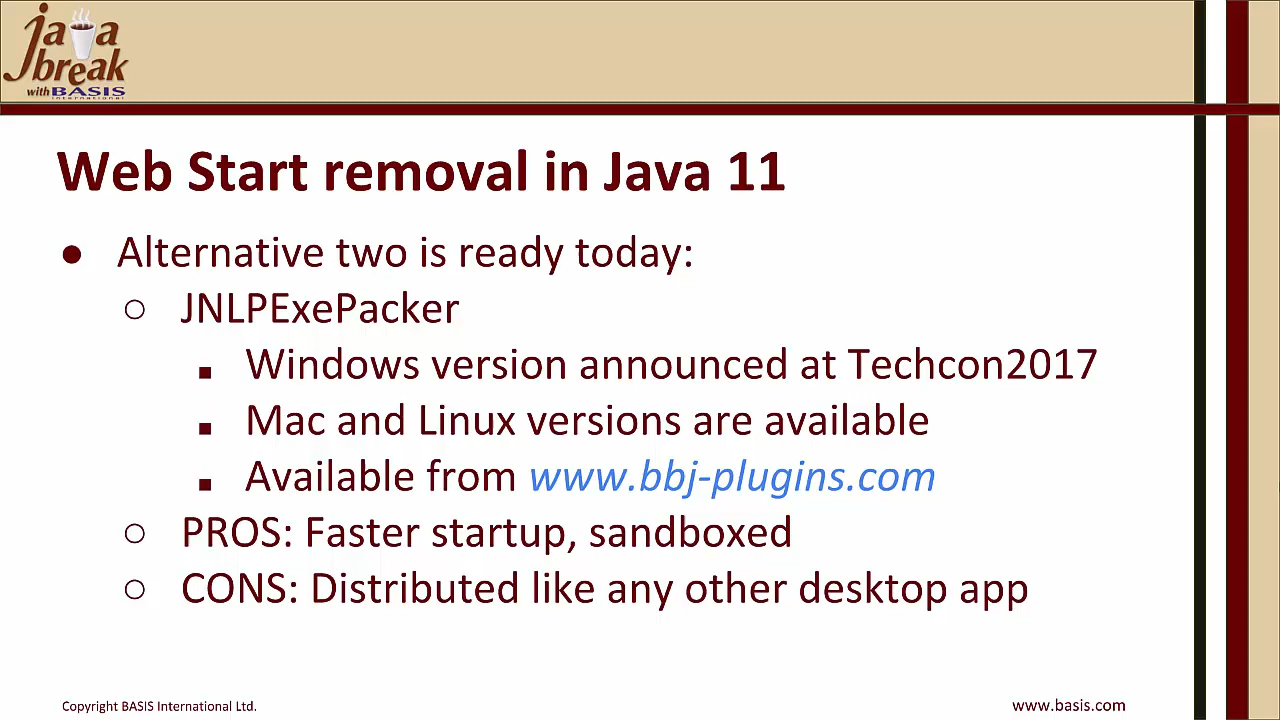 java
break
with BASIS
international
Web Start removal in Java 11
● Alternative two is ready today:
○ JNLPExePacker
■ Windows version announced at Techcon2017
■ Mac and Linux versions are available
■ Available from www.bbj-plugins.com
○ PROS: Faster startup, sandboxed
○ CONS: Distributed like any other desktop app
Copyright BASIS International Ltd.
www.basis.com